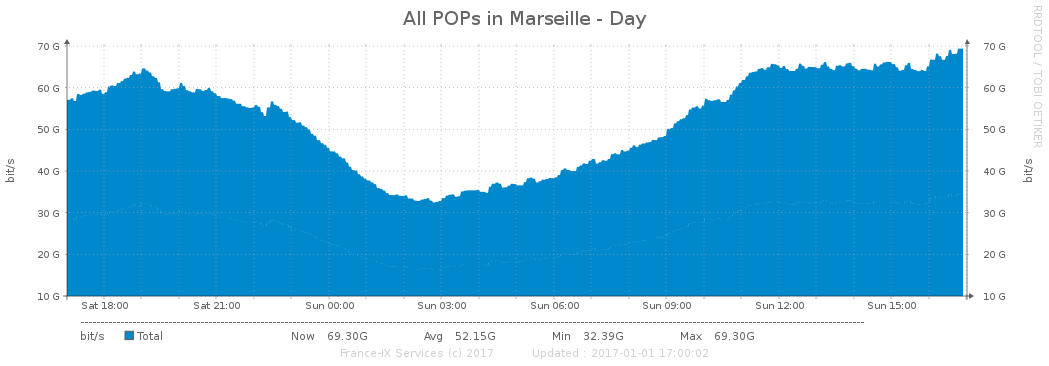 All POPs in Marseille - Day
RRDTOOL / TOBI OETIKER
70 G 70 G
60 G 60 G
50 G 50 G
40 G 40 G
30 G 30 G
20 G 20 G
10 G 10 G
bit/s bit/s
Sat 18:00 Sat 21:00 Sun 00:00 Sun 03:00 Sun 06:00 Sun 09:00 Sun 12:00 Sun 15:00
bit/s Total Now 69.30G Avg 52.15G Min 32.39G Max 69.30G
France-IX Services (c) 2017 Updated : 2017-01-01 17:00:02